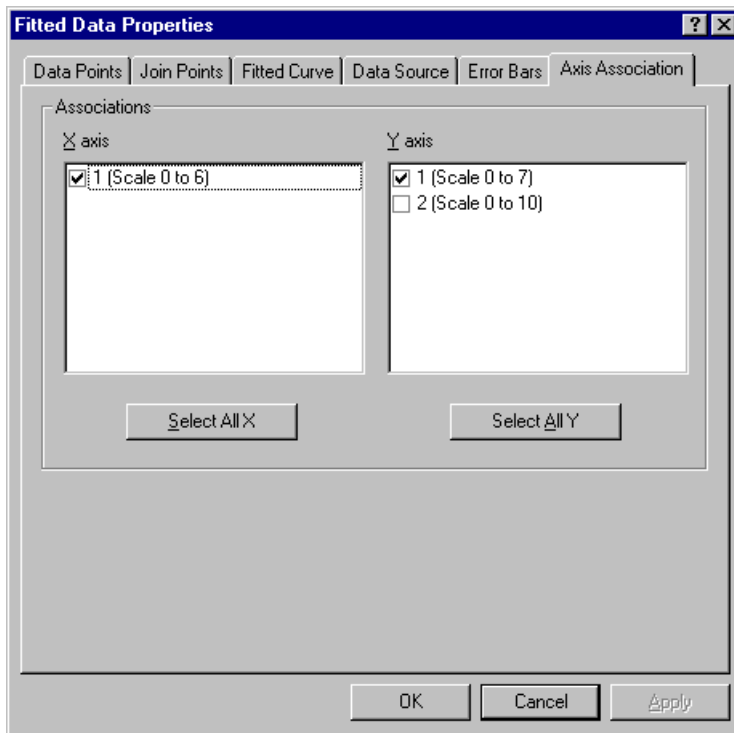 Fitted Data Properties
Data Points Join Points Fitted Curve Data Source Error Bars Axis Association
Associations
X axis Y axis
1 (Scale 0 to 6) 1 (Scale 0 to 7)
2 (Scale 0 to 10)
Select All X Select All Y
OK Cancel Apply